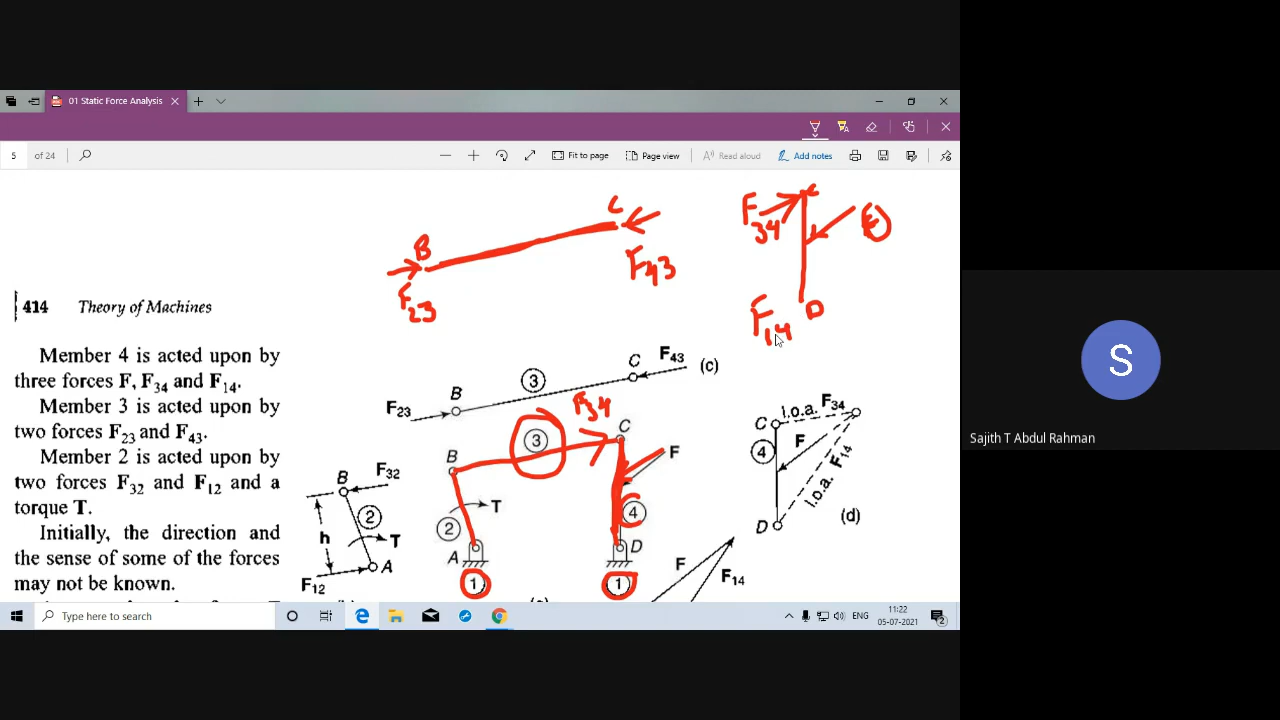 01 Static Force Analysis
5 of 24
Fit to page
Page view
Read aloud
Add notes
C
F34
F
D
F14
B
C
F23
F43
414 Theory of Machines
Member 4 is acted upon by
three forces F, F34 and F14.
Member 3 is acted upon by
two forces F23 and F43.
Member 2 is acted upon by
two forces F32 and F12 and a
torque T.
Initially, the direction and
the sense of some of the forces
may not be known.
B
3
C
F43
(c)
F23
F34
B
3
C
F
2
T
4
A
D
1
1
B
F32
2
h
T
A
F12
C
l.o.a. F34
4
F
l.o.a. F14
D
(d)
F
F14
Type here to search
ENG
11:22
05-07-2021
2
S
Sajith T Abdul Rahman